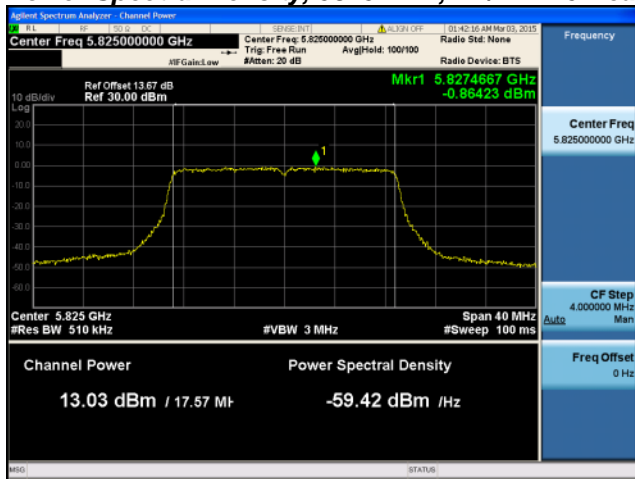 Agilent Spectrum Analyzer - Channel Power
RL RF 50 Ω DC SENSE:INT ALIGN OFF 01:42:16 AM Mar 03, 2015
Center Freq 5.825000000 GHz
Center Freq: 5.825000000 GHz
Radio Std: None
Trig: Free Run Avg|Hold: 100/100
#IFGain:Low #Atten: 20 dB Radio Device: BTS
Frequency
Mkr1 5.8274667 GHz
-0.86423 dBm
Ref Offset 13.67 dB
10 dB/div Ref 30.00 dBm
Log
20.0
10.0
0.00
-10.0
-20.0
-30.0
-40.0
-50.0
-60.0
1
Center Freq
5.825000000 GHz
Center 5.825 GHz Span 40 MHz
#Res BW 510 kHz #VBW 3 MHz #Sweep 100 ms
CF Step
4.000000 MHz
Auto Man
Freq Offset
0 Hz
Channel Power Power Spectral Density
13.03 dBm / 17.57 MH -59.42 dBm /Hz
MSG STATUS